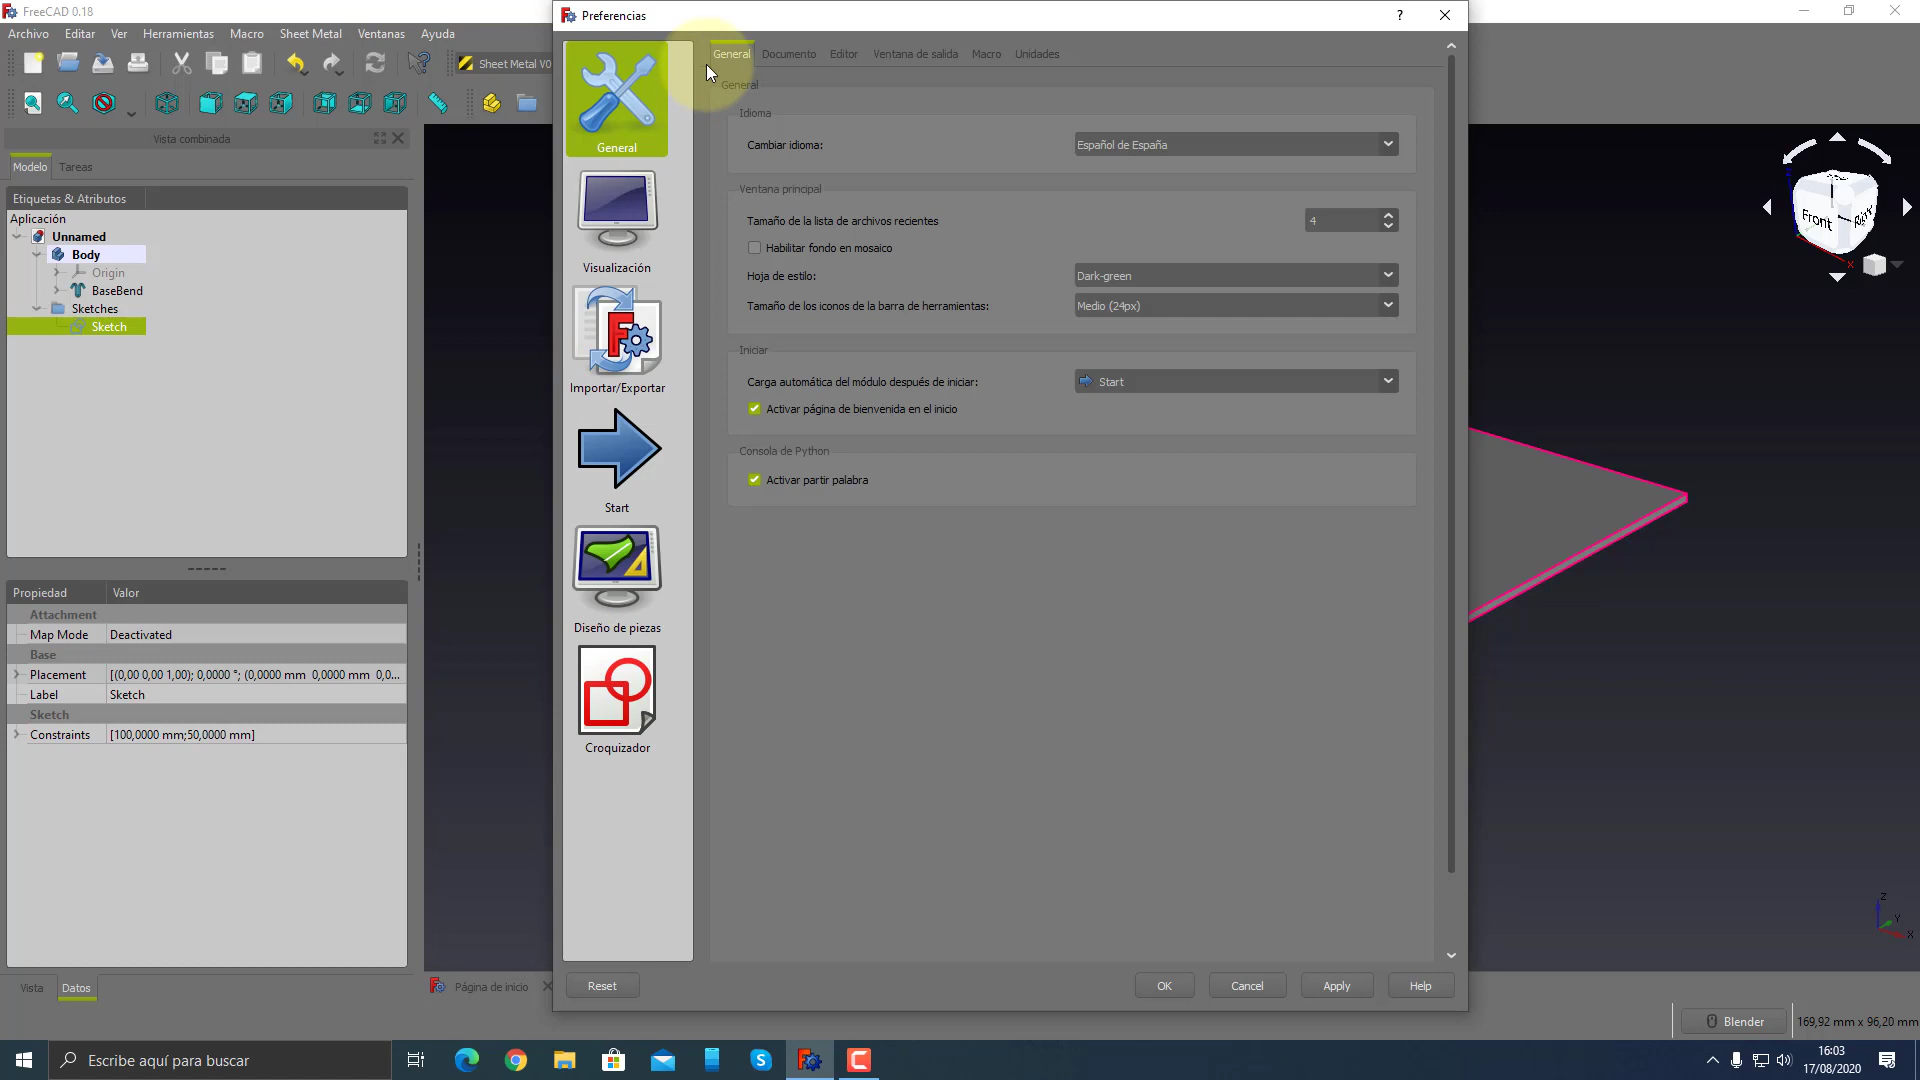 FreeCAD 0.18
Archivo Editar Ver Herramientas Macro Sheet Metal Ventanas Ayuda
Sheet Metal V0
Vista combinada
Modelo Tareas
Etiquetas & Atributos
Aplicación
Unnamed
Body
Origin
BaseBend
Sketches
Sketch
Propiedad Valor
Attachment
Map Mode Deactivated
Base
Placement [(0,00 0,00 1,00); 0,0000 °; (0,0000 mm 0,0000 mm 0,0...
Label Sketch
Sketch
Constraints [100,0000 mm;50,0000 mm]
Vista Datos
Página de inicio
Preferencias
?
General
Visualización
Importar/Exportar
Start
Diseño de piezas
Croquizador
General Documento Editor Ventana de salida Macro Unidades
General
Idioma
Cambiar idioma: Español de España
Ventana principal
Tamaño de la lista de archivos recientes 4
Habilitar fondo en mosaico
Hoja de estilo: Dark-green
Tamaño de los iconos de la barra de herramientas: Medio (24px)
Iniciar
Carga automática del módulo después de iniciar: Start
Activar página de bienvenida en el inicio
Consola de Python
Activar partir palabra
Reset OK Cancel Apply Help
Front
Z
Y
X
Blender 169,92 mm x 96,20 mm
Escribe aquí para buscar
16:03
17/08/2020